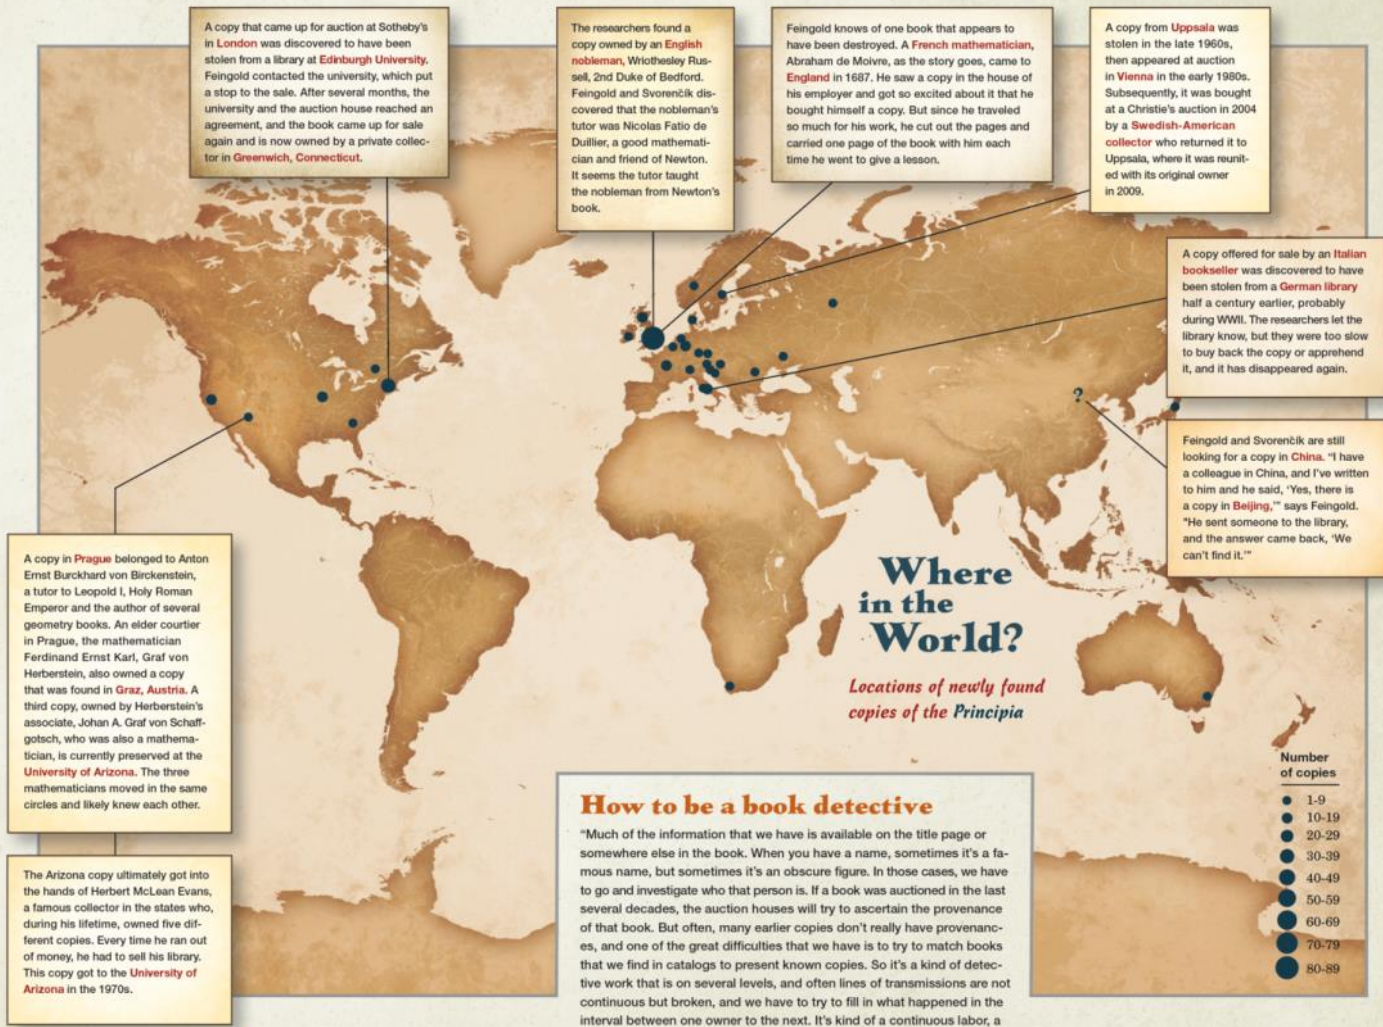 A copy that came up for auction at Sotheby's
in London was discovered to have been
stolen from a library at Edinburgh University.
Feingold contacted the university, which put
a stop to the sale. After several months, the
university and the auction house reached an
agreement, and the book came up for sale
again and is now owned by a private collec-
tor in Greenwich, Connecticut.
The researchers found a
copy owned by an English
nobleman, Wriothesley Rus-
sell, 2nd Duke of Bedford.
Feingold and Svorenčík dis-
covered that the nobleman's
tutor was Nicolas Fatio de
Duillier, a good mathemati-
cian and friend of Newton.
It seems the tutor taught
the nobleman from Newton's
book.
Feingold knows of one book that appears to
have been destroyed. A French mathematician,
Abraham de Moivre, as the story goes, came to
England in 1687. He saw a copy in the house of
his employer and got so excited about it that he
bought himself a copy. But since he traveled
so much for his work, he cut out the pages and
carried one page of the book with him each
time he went to give a lesson.
A copy from Uppsala was
stolen in the late 1960s,
then appeared at auction
in Vienna in the early 1980s.
Subsequently, it was bought
at a Christie's auction in 2004
by a Swedish-American
collector who returned it to
Uppsala, where it was reunit-
ed with its original owner
in 2009.
A copy offered for sale by an Italian
bookseller was discovered to have
been stolen from a German library
half a century earlier, probably
during WWII. The researchers let the
library know, but they were too slow
to buy back the copy or apprehend
it, and it has disappeared again.
?
Feingold and Svorenčík are still
looking for a copy in China. "I have
a colleague in China, and I've written
to him and he said, 'Yes, there is
a copy in Beijing,'" says Feingold.
"He sent someone to the library,
and the answer came back, 'We
can't find it.'"
A copy in Prague belonged to Anton
Ernst Burckhard von Birckenstein,
a tutor to Leopold I, Holy Roman
Emperor and the author of several
geometry books. An elder courtier
in Prague, the mathematician
Ferdinand Ernst Karl, Graf von
Herberstein, also owned a copy
that was found in Graz, Austria. A
third copy, owned by Herberstein's
associate, Johan A. Graf von Schaff-
gotsch, who was also a mathema-
tician, is currently preserved at the
University of Arizona. The three
mathematicians moved in the same
circles and likely knew each other.
The Arizona copy ultimately got into
the hands of Herbert McLean Evans,
a famous collector in the states who,
during his lifetime, owned five dif-
ferent copies. Every time he ran out
of money, he had to sell his library.
This copy got to the University of
Arizona in the 1970s.
Where
in the
World?
Locations of newly found
copies of the Principia
Number
of copies
1-9
10-19
20-29
30-39
40-49
50-59
60-69
70-79
80-89
How to be a book detective
"Much of the information that we have is available on the title page or
somewhere else in the book. When you have a name, sometimes it's a fa-
mous name, but sometimes it's an obscure figure. In those cases, we have
to go and investigate who that person is. If a book was auctioned in the last
several decades, the auction houses will try to ascertain the provenance
of that book. But often, many earlier copies don't really have provenanc-
es, and one of the great difficulties that we have is to try to match books
that we find in catalogs to present known copies. So it's a kind of detec-
tive work that is on several levels, and often lines of transmissions are not
continuous but broken, and we have to try to fill in what happened in the
interval between one owner to the next. It's kind of a continuous labor, a